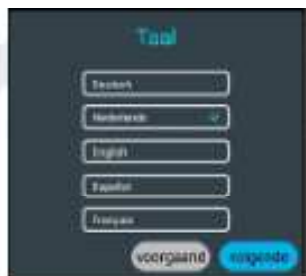 Taal
Deutsch
Nederlands
English
Español
Français
voorgaand volgende